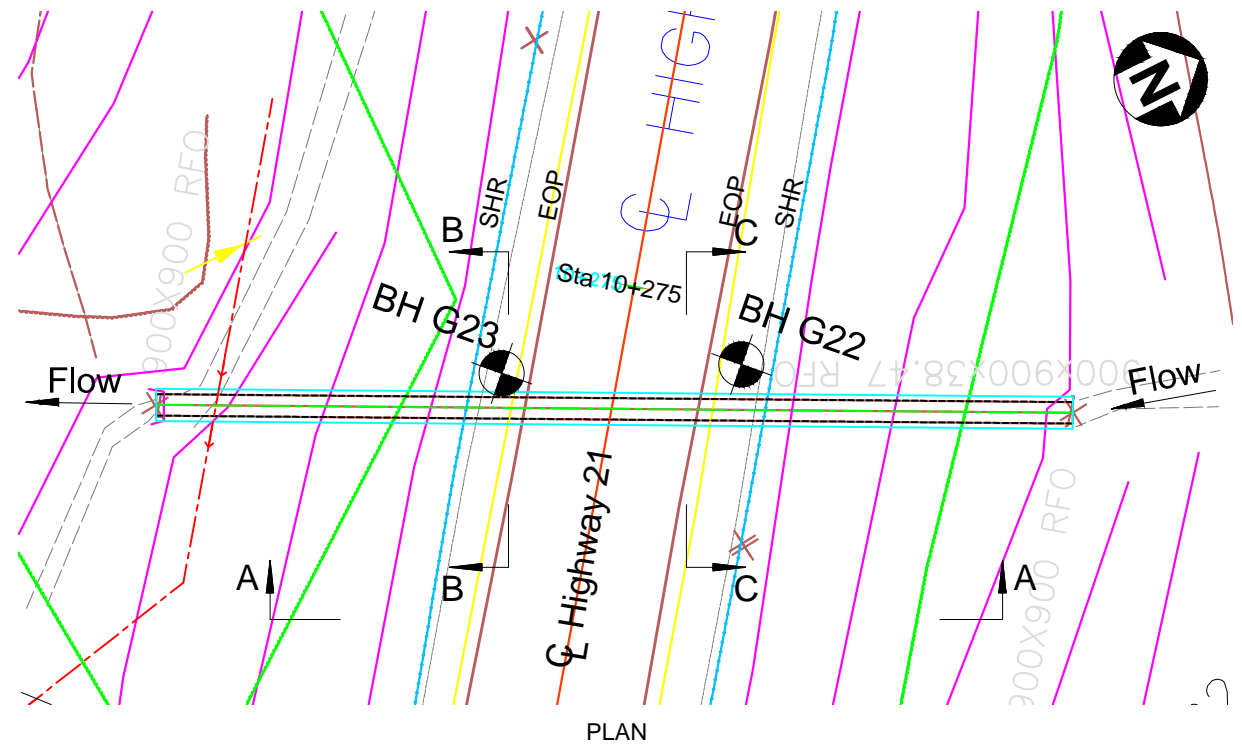 ℄ HIGH
N
900X900 RFO
SHR
EOP
EOP
SHR
B
C
Sta 10+275
BH G23
BH G22
900x900x38.47 RFO
Flow
Flow
℄ Highway 21
A
B
C
A
900X900 RFO
PLAN